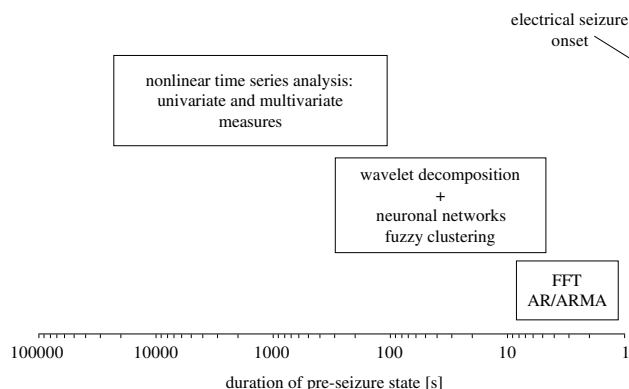 electrical seizure
onset
nonlinear time series analysis:
univariate and multivariate
measures
wavelet decomposition
+
neuronal networks
fuzzy clustering
FFT
AR/ARMA
100000 10000 1000 100 10 1
duration of pre-seizure state [s]